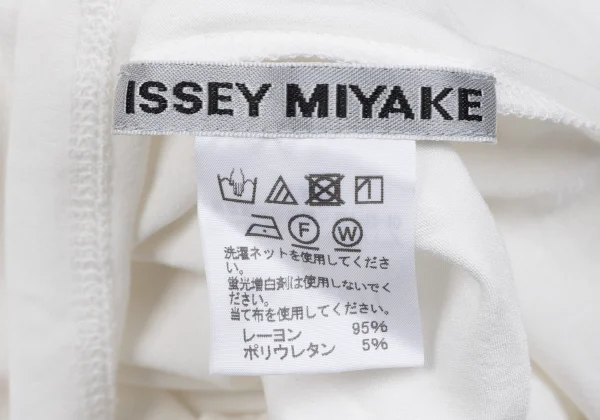 ISSEY MIYAKE
F W
洗濯ネットを使用してくださ
い。
蛍光増白剤は使用しないでく
ださい。
当て布を使用してください。
レーヨン 95%
ポリウレタン 5%